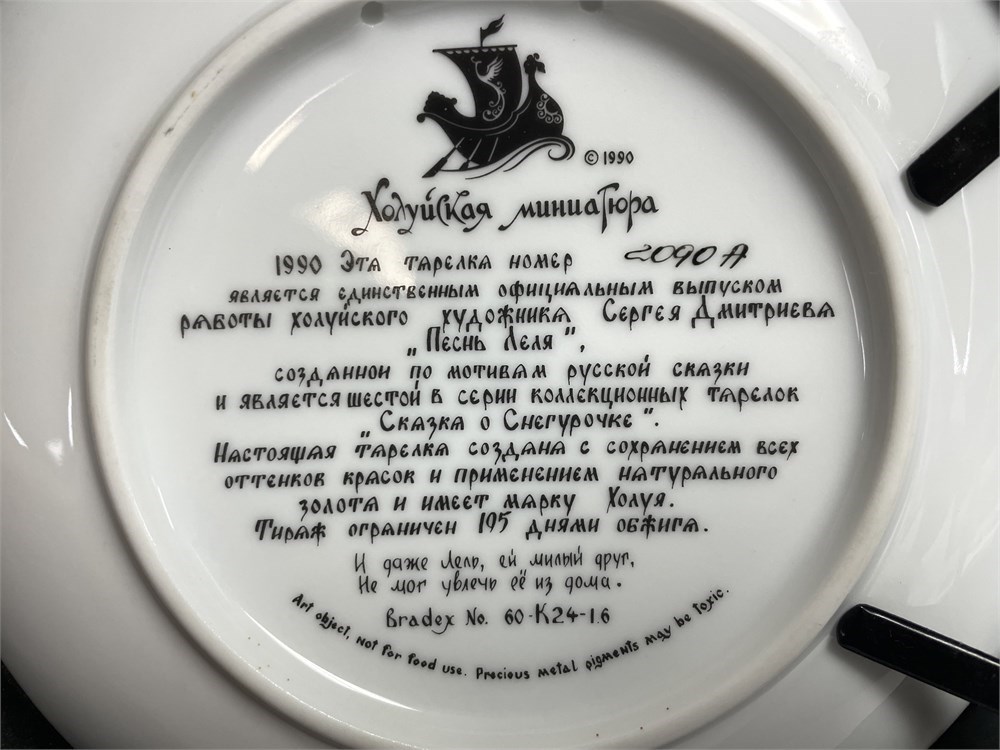 © 1990
Холуйская миниатюра
1990 Эта тарелка номер 2090 A
является единственным официальным выпуском
работы холуйского художника Сергея Дмитриева
„Песнь Леля",
созданной по мотивам русской сказки
и является шестой в серии коллекционных тарелок
„Сказка о Снегурочке".
Настоящая тарелка создана с сохранением всех
оттенков красок и применением натурального
золота и имеет марку Холуя.
Тираж ограничен 195 днями обжига.
И даже Лель, ей милый друг,
Не мог увлечь её из дома.
Bradex No. 60-K24-1.6
Art object, not for food use. Precious metal pigments may be toxic.